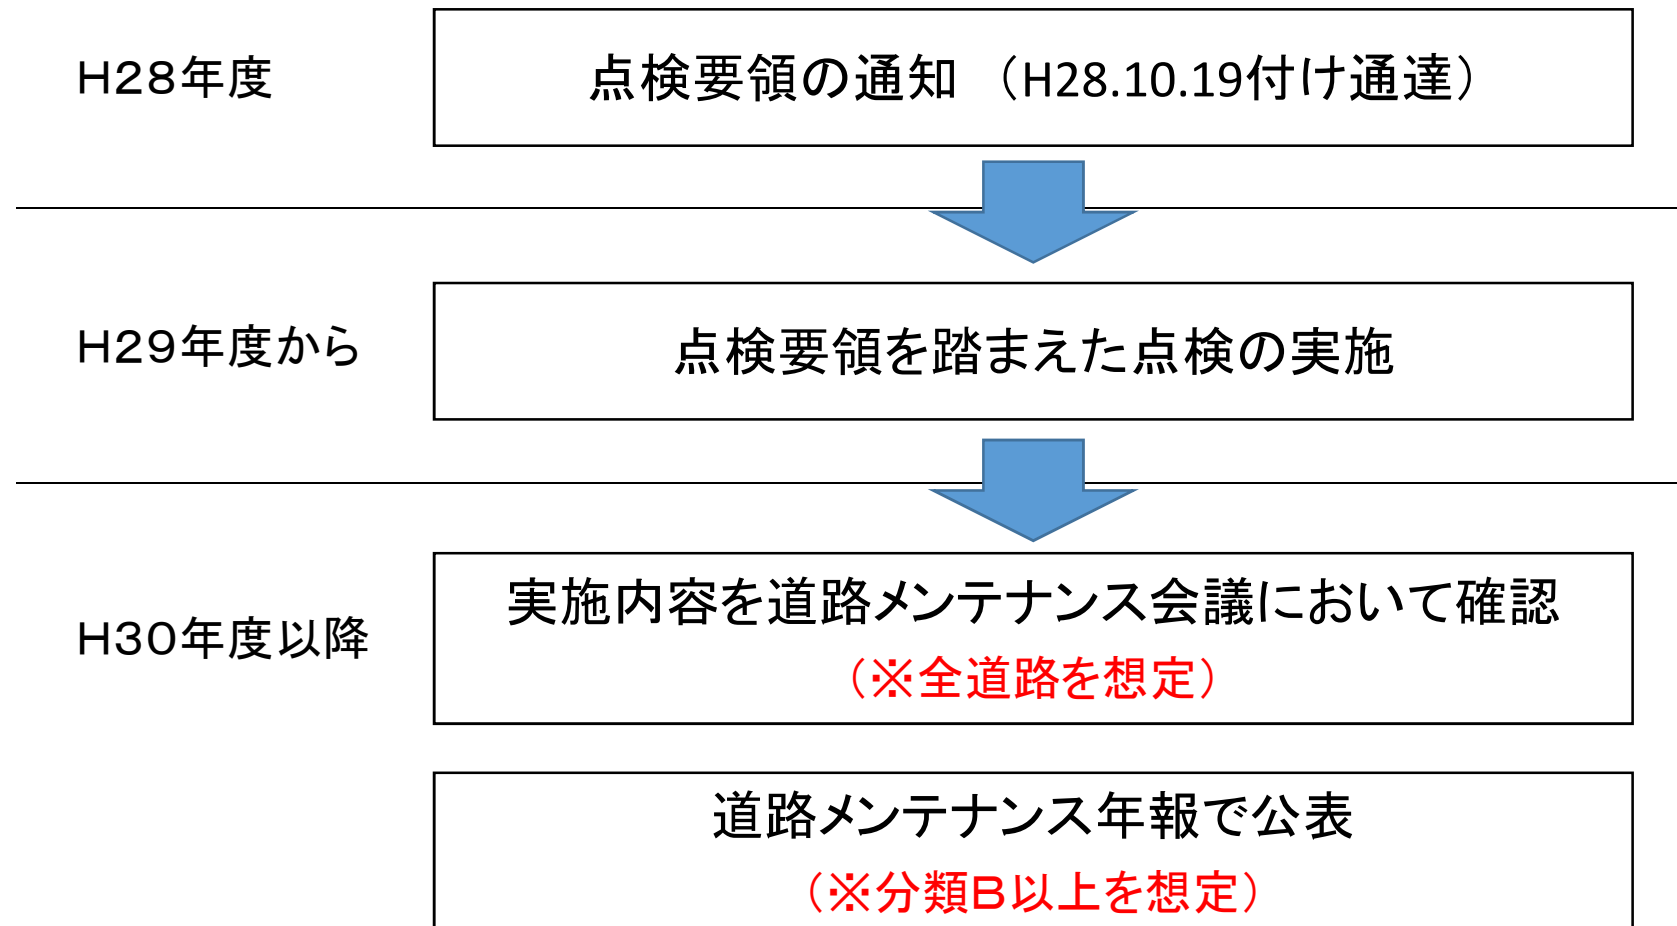 H28年度
点検要領の通知 (H28.10.19付け通達)
H29年度から
点検要領を踏まえた点検の実施
H30年度以降
実施内容を道路メンテナンス会議において確認
(※全道路を想定)
道路メンテナンス年報で公表
(※分類B以上を想定)